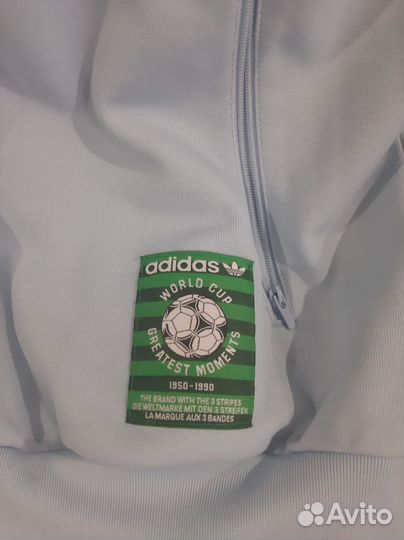 adidas
WORLD CUP
GREATEST MOMENTS
1950-1990
THE BRAND WITH THE 3 STRIPES
DIE WELTMARKE MIT DEN 3 STREIFEN
LA MARQUE AUX 3 BANDES
Avito